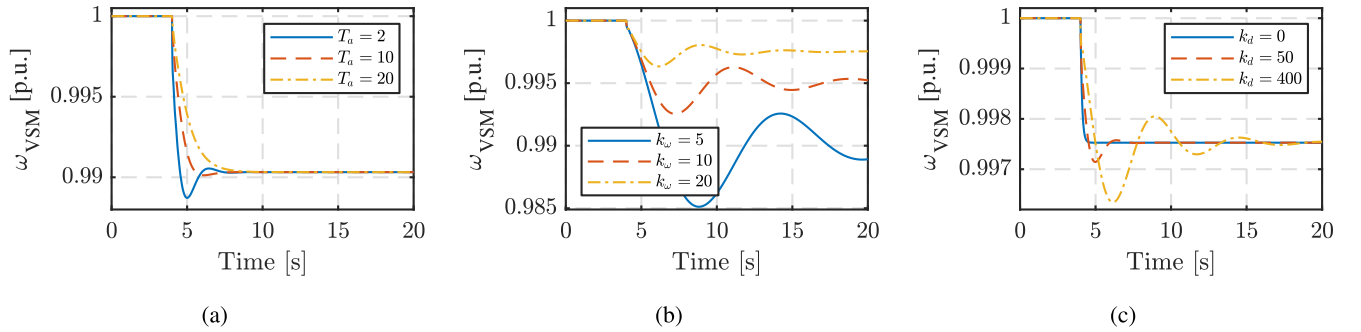 1
0.995
0.99
ω_VSM [p.u.]
T_a = 2
T_a = 10
T_a = 20
0 5 10 15 20
Time [s]
(a)
1
0.995
0.99
0.985
ω_VSM [p.u.]
k_ω = 5
k_ω = 10
k_ω = 20
0 5 10 15 20
Time [s]
(b)
1
0.999
0.998
0.997
ω_VSM [p.u.]
k_d = 0
k_d = 50
k_d = 400
0 5 10 15 20
Time [s]
(c)